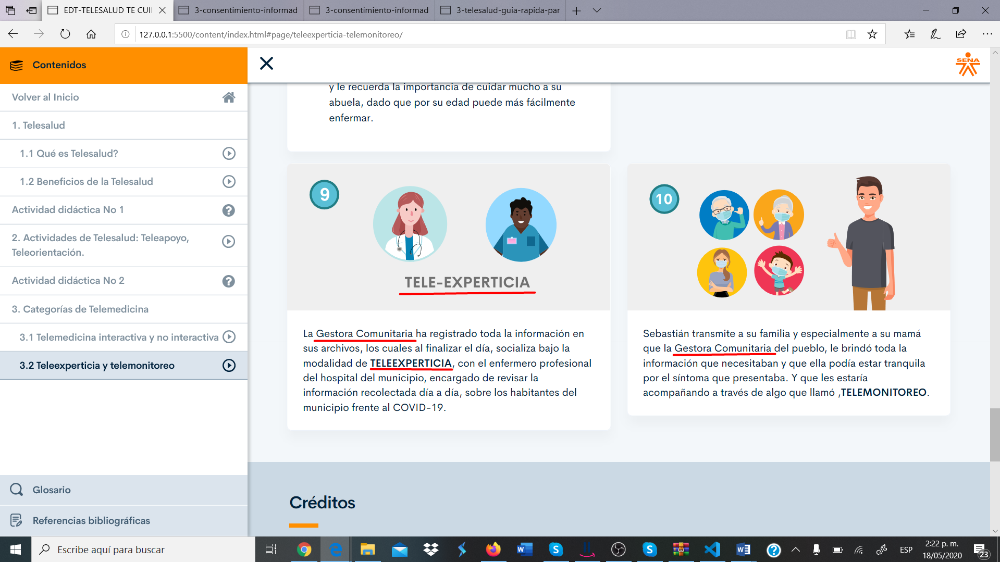 EDT-TELESALUD TE CUI
3-consentimiento-informad
3-consentimiento-informad
3-telesalud-guia-rapida-par
127.0.0.1:5500/content/index.html#page/teleexperticia-telemonitoreo/
Contenidos
Volver al Inicio
1. Telesalud
1.1 Qué es Telesalud?
1.2 Beneficios de la Telesalud
Actividad didáctica No 1
2. Actividades de Telesalud: Teleapoyo,
Teleorientación.
Actividad didáctica No 2
3. Categorías de Telemedicina
3.1 Telemedicina interactiva y no interactiva
3.2 Teleexperticia y telemonitoreo
Glosario
Referencias bibliográficas
SENA
y le recuerda la importancia de cuidar mucho a su
abuela, dado que por su edad puede más fácilmente
enfermar.
9
TELE-EXPERTICIA
La Gestora Comunitaria ha registrado toda la información en
sus archivos, los cuales al finalizar el día, socializa bajo la
modalidad de TELEEXPERTICIA, con el enfermero profesional
del hospital del municipio, encargado de revisar la
información recolectada día a día, sobre los habitantes del
municipio frente al COVID-19.
10
Sebastián transmite a su familia y especialmente a su mamá
que la Gestora Comunitaria del pueblo, le brindó toda la
información que necesitaban y que ella podía estar tranquila
por el síntoma que presentaba. Y que les estaría
acompañando a través de algo que llamó ,TELEMONITOREO.
Créditos
Escribe aquí para buscar
ESP
2:22 p. m.
18/05/2020
23